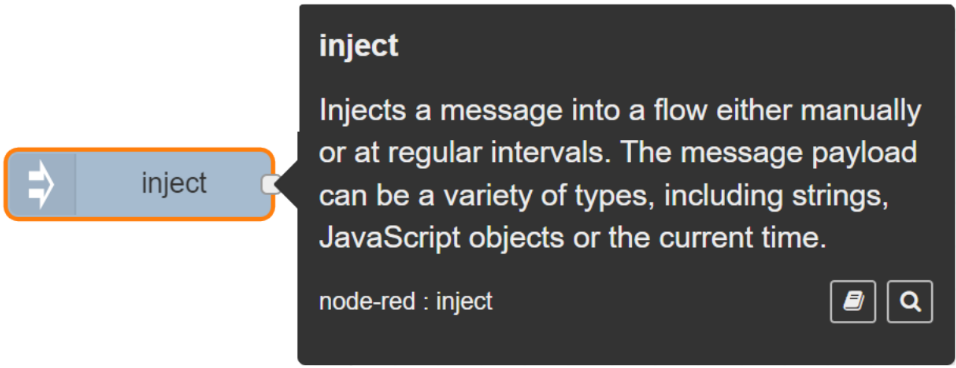 inject
inject
Injects a message into a flow either manually
or at regular intervals. The message payload
can be a variety of types, including strings,
JavaScript objects or the current time.
node-red : inject